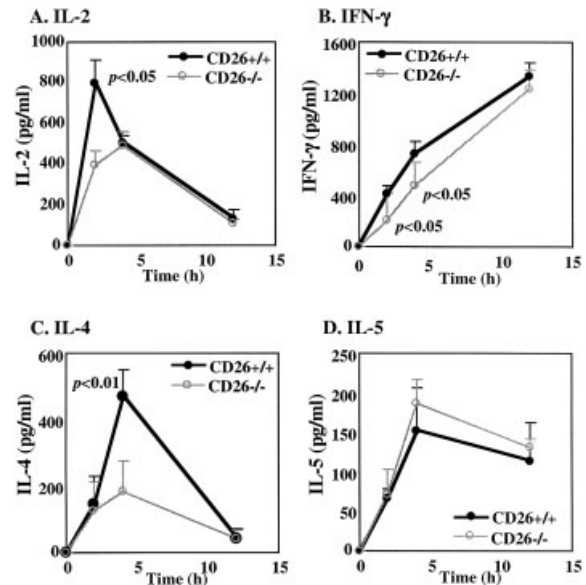 A. IL-2
1000
800
600
400
200
0
0 5 10 15
IL-2 (pg/ml)
Time (h)
CD26+/+
CD26-/-
p<0.05
B. IFN-γ
1600
1200
800
400
0
0 5 10 15
IFN-γ (pg/ml)
Time (h)
CD26+/+
CD26-/-
p<0.05
p<0.05
C. IL-4
600
400
200
0
0 5 10 15
IL-4 (pg/ml)
Time (h)
CD26+/+
CD26-/-
p<0.01
D. IL-5
250
200
150
100
50
0
0 5 10 15
IL-5 (pg/ml)
Time (h)
CD26+/+
CD26-/-